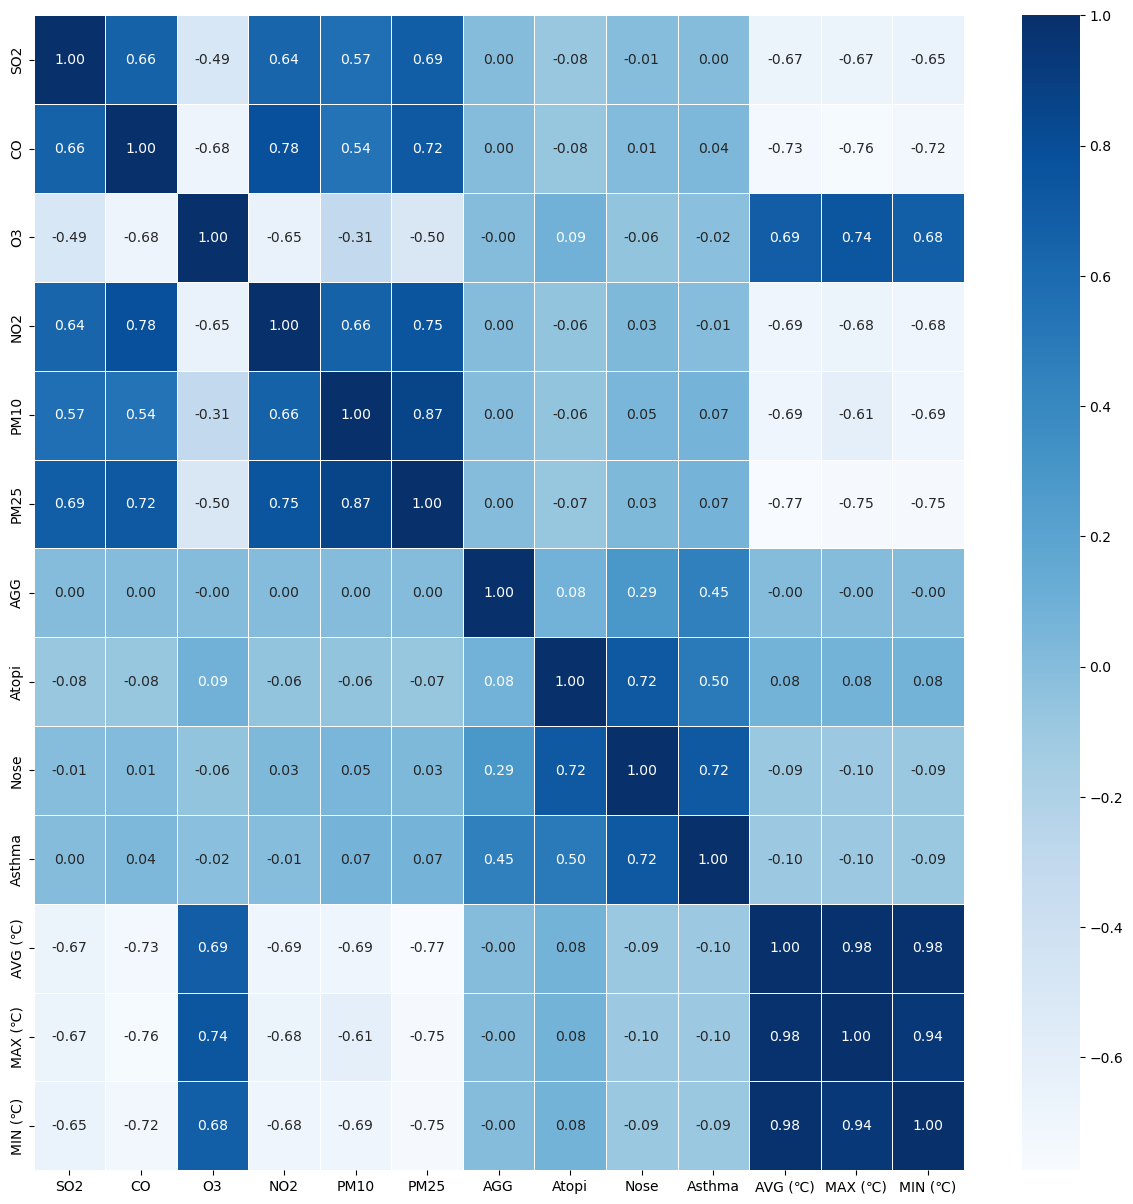 SO2 1.00 0.66 -0.49 0.64 0.57 0.69 0.00 -0.08 -0.01 0.00 -0.67 -0.67 -0.65
CO 0.66 1.00 -0.68 0.78 0.54 0.72 0.00 -0.08 0.01 0.04 -0.73 -0.76 -0.72
O3 -0.49 -0.68 1.00 -0.65 -0.31 -0.50 -0.00 0.09 -0.06 -0.02 0.69 0.74 0.68
NO2 0.64 0.78 -0.65 1.00 0.66 0.75 0.00 -0.06 0.03 -0.01 -0.69 -0.68 -0.68
PM10 0.57 0.54 -0.31 0.66 1.00 0.87 0.00 -0.06 0.05 0.07 -0.69 -0.61 -0.69
PM25 0.69 0.72 -0.50 0.75 0.87 1.00 0.00 -0.07 0.03 0.07 -0.77 -0.75 -0.75
AGG 0.00 0.00 -0.00 0.00 0.00 0.00 1.00 0.08 0.29 0.45 -0.00 -0.00 -0.00
Atopi -0.08 -0.08 0.09 -0.06 -0.06 -0.07 0.08 1.00 0.72 0.50 0.08 0.08 0.08
Nose -0.01 0.01 -0.06 0.03 0.05 0.03 0.29 0.72 1.00 0.72 -0.09 -0.10 -0.09
Asthma 0.00 0.04 -0.02 -0.01 0.07 0.07 0.45 0.50 0.72 1.00 -0.10 -0.10 -0.09
AVG (℃) -0.67 -0.73 0.69 -0.69 -0.69 -0.77 -0.00 0.08 -0.09 -0.10 1.00 0.98 0.98
MAX (℃) -0.67 -0.76 0.74 -0.68 -0.61 -0.75 -0.00 0.08 -0.10 -0.10 0.98 1.00 0.94
MIN (℃) -0.65 -0.72 0.68 -0.68 -0.69 -0.75 -0.00 0.08 -0.09 -0.09 0.98 0.94 1.00
SO2 CO O3 NO2 PM10 PM25 AGG Atopi Nose Asthma AVG (℃) MAX (℃) MIN (℃)
1.0
0.8
0.6
0.4
0.2
0.0
−0.2
−0.4
−0.6